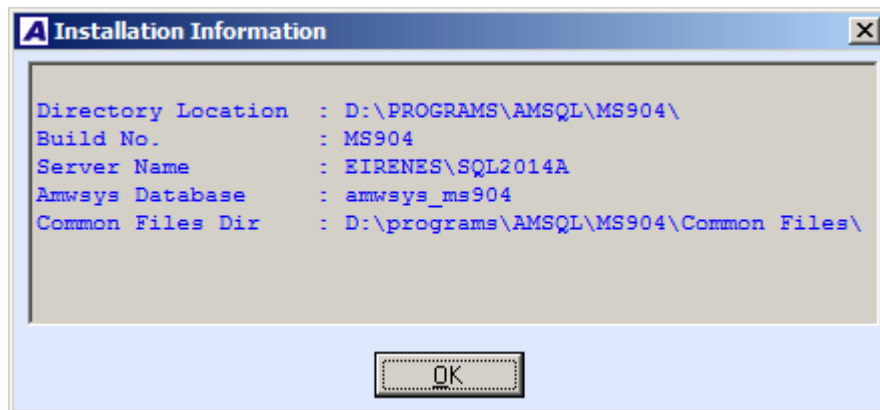 A Installation Information
Directory Location : D:\PROGRAMS\AMSQL\MS904\
Build No. : MS904
Server Name : EIRENES\SQL2014A
Amwsys Database : amwsys_ms904
Common Files Dir : D:\programs\AMSQL\MS904\Common Files\
OK